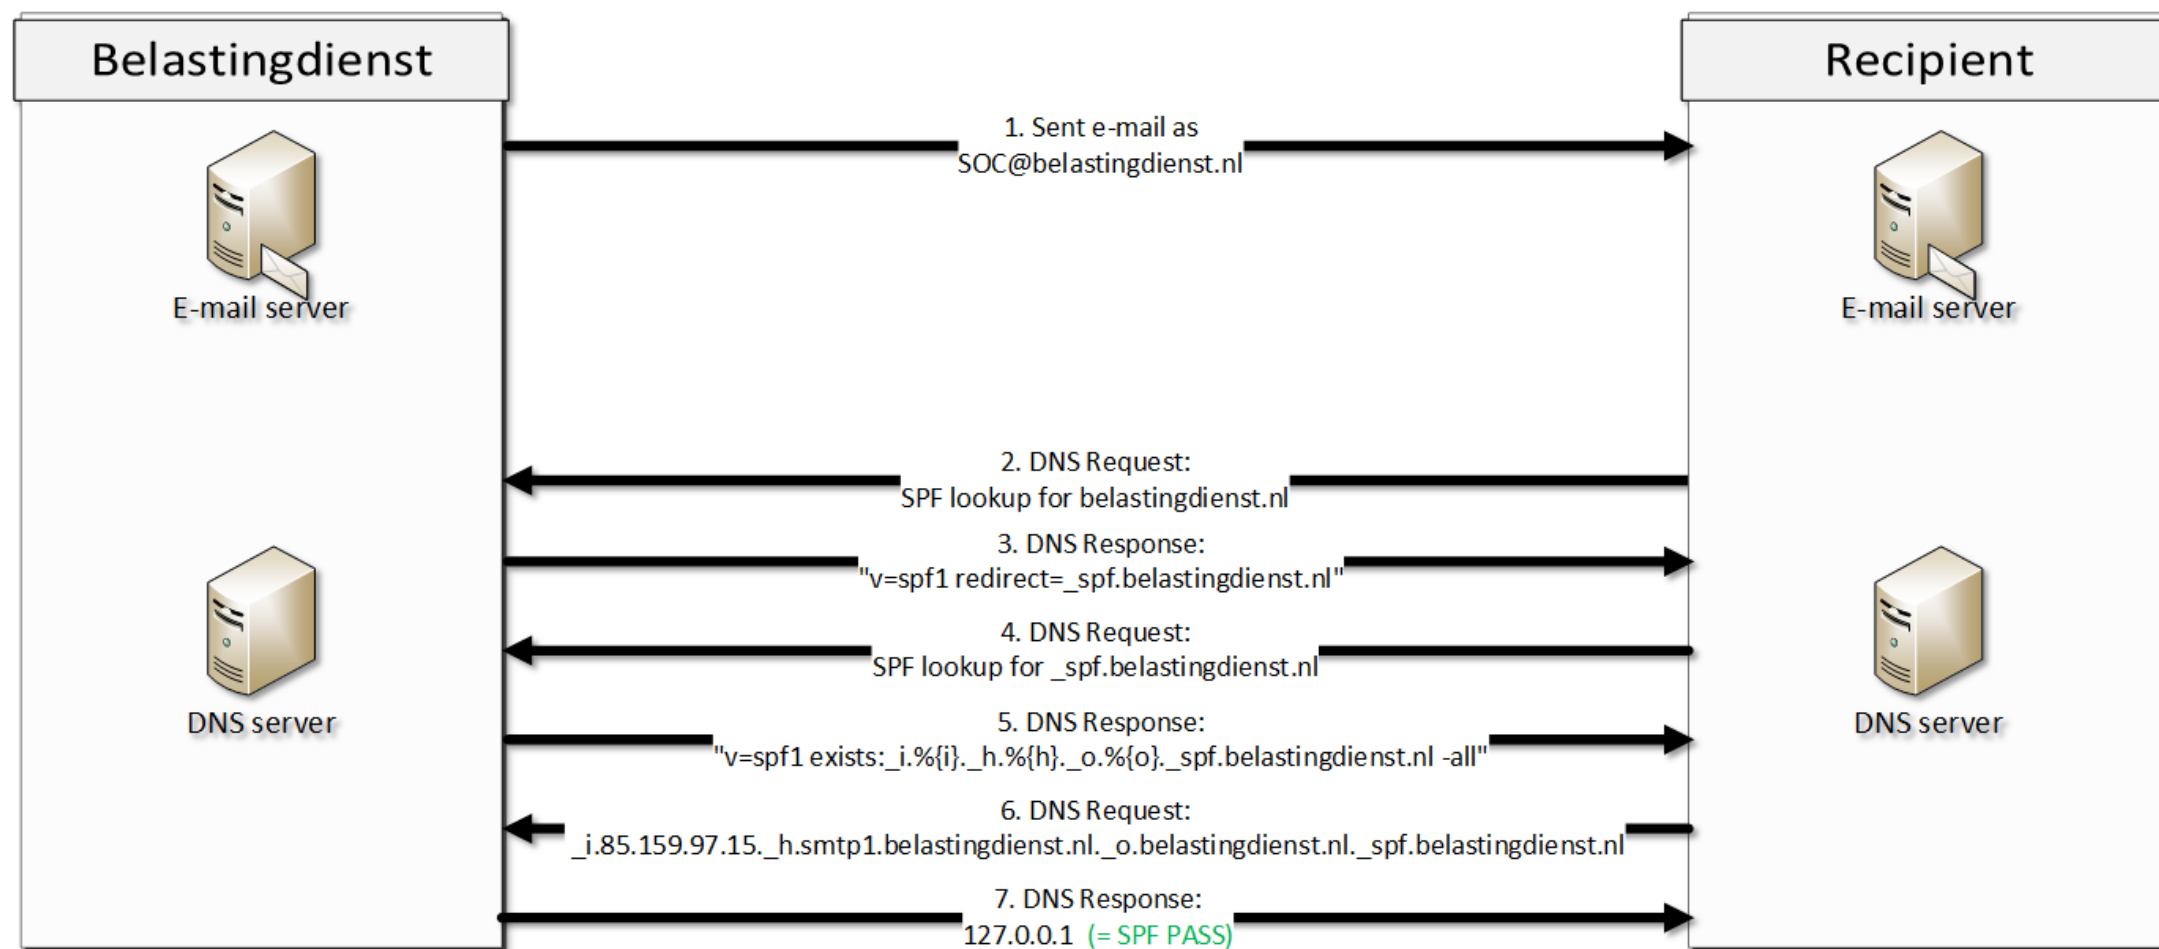 Belastingdienst
Recipient
1. Sent e-mail as
SOC@belastingdienst.nl
E-mail server
E-mail server
2. DNS Request:
SPF lookup for belastingdienst.nl
3. DNS Response:
"v=spf1 redirect=_spf.belastingdienst.nl"
4. DNS Request:
SPF lookup for _spf.belastingdienst.nl
DNS server
DNS server
5. DNS Response:
"v=spf1 exists:_i.%{i}._h.%{h}._o.%{o}._spf.belastingdienst.nl -all"
6. DNS Request:
_i.85.159.97.15._h.smtp1.belastingdienst.nl._o.belastingdienst.nl._spf.belastingdienst.nl
7. DNS Response:
127.0.0.1 (= SPF PASS)